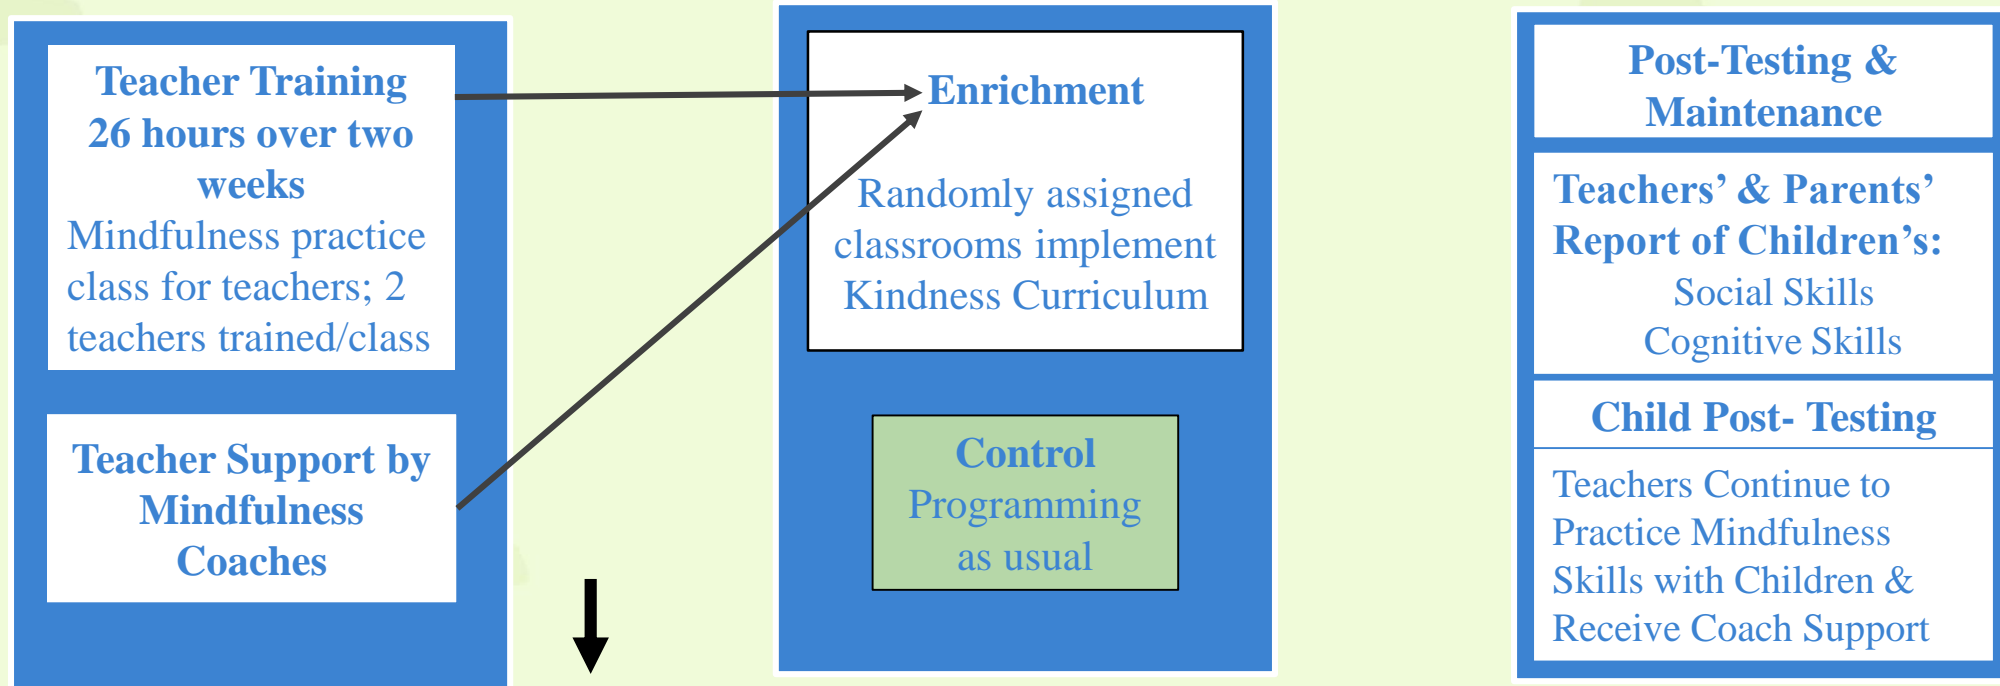 Teacher Training
26 hours over two
weeks
Mindfulness practice
class for teachers; 2
teachers trained/class
Teacher Support by
Mindfulness
Coaches
Enrichment
Randomly assigned
classrooms implement
Kindness Curriculum
Control
Programming
as usual
Post-Testing &
Maintenance
Teachers’ & Parents’
Report of Children’s:
Social Skills
Cognitive Skills
Child Post- Testing
Teachers Continue to
Practice Mindfulness
Skills with Children &
Receive Coach Support